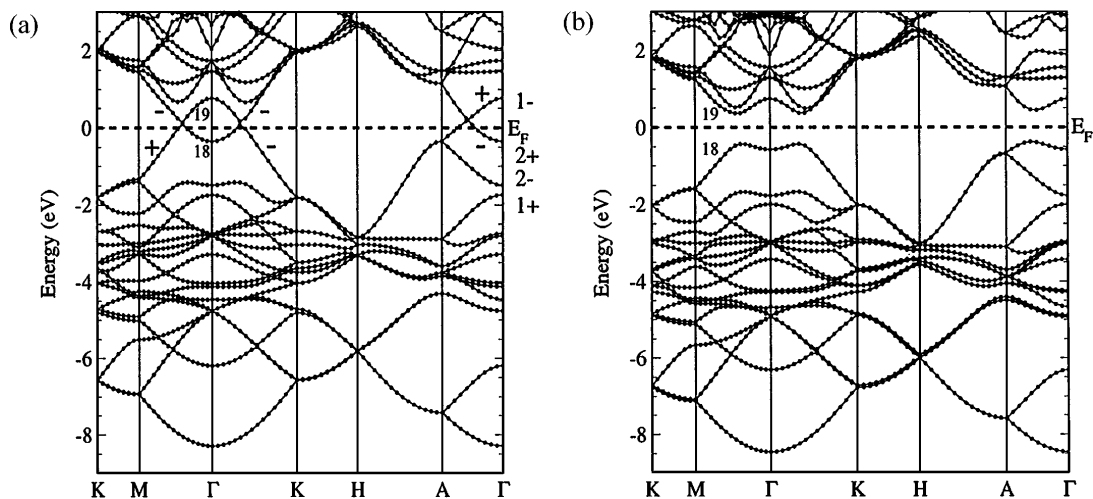 (a)
2
0
-2
-4
-6
-8
Energy (eV)
K M Γ K H A Γ
19
18
- + - - + -
1-
E_F
2+
2-
1+
(b)
2
0
-2
-4
-6
-8
Energy (eV)
K M Γ K H A Γ
19
18
E_F